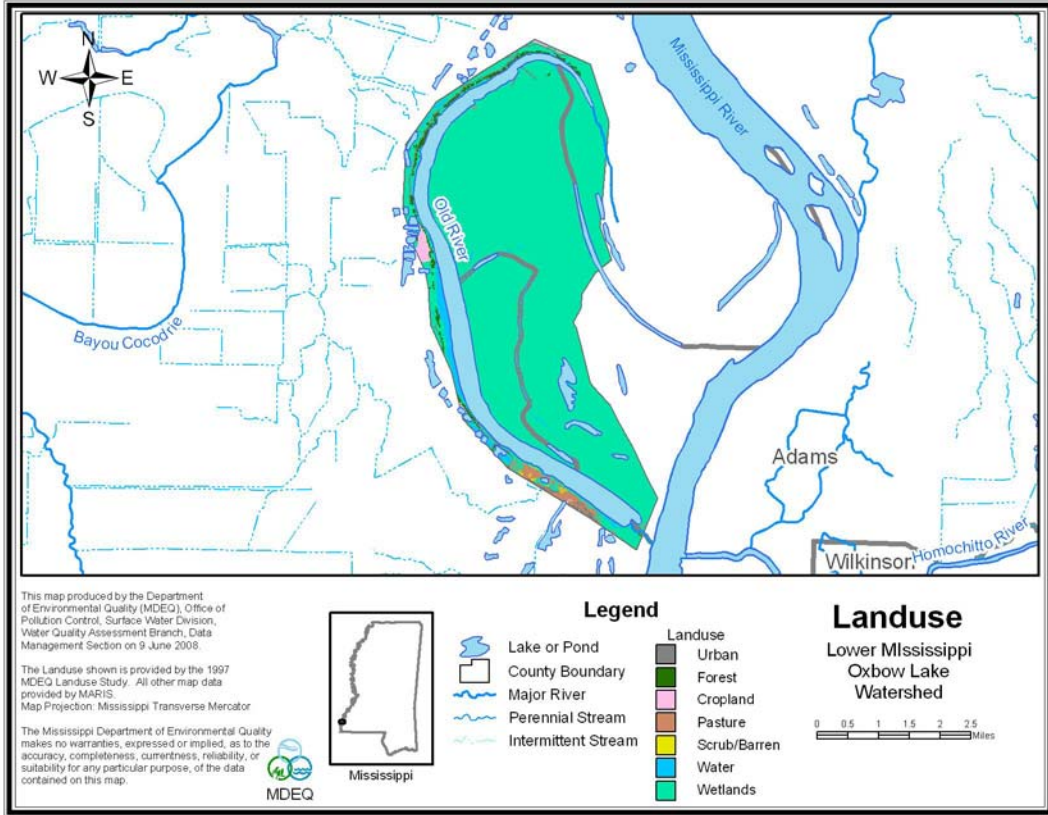 N
W E
S
Mississippi River
Old River
Bayou Cocodrie
Adams
Wilkinson
Homochitto River
This map produced by the Department
of Environmental Quality (MDEQ), Office of
Pollution Control, Surface Water Division,
Water Quality Assessment Branch, Data
Management Section on 9 June 2008.
The Landuse shown is provided by the 1997
MDEQ Landuse Study. All other map data
provided by MARIS.
Map Projection: Mississippi Transverse Mercator
The Mississippi Department of Environmental Quality
makes no warranties, expressed or implied, as to the
accuracy, completeness, currentness, reliability, or
suitability for any particular purpose, of the data
contained on this map.
MDEQ
Mississippi
Legend
Lake or Pond
County Boundary
Major River
Perennial Stream
Intermittent Stream
Landuse
Urban
Forest
Cropland
Pasture
Scrub/Barren
Water
Wetlands
Landuse
Lower MIssissippi
Oxbow Lake
Watershed
0 0.5 1 1.5 2 2.5
Miles